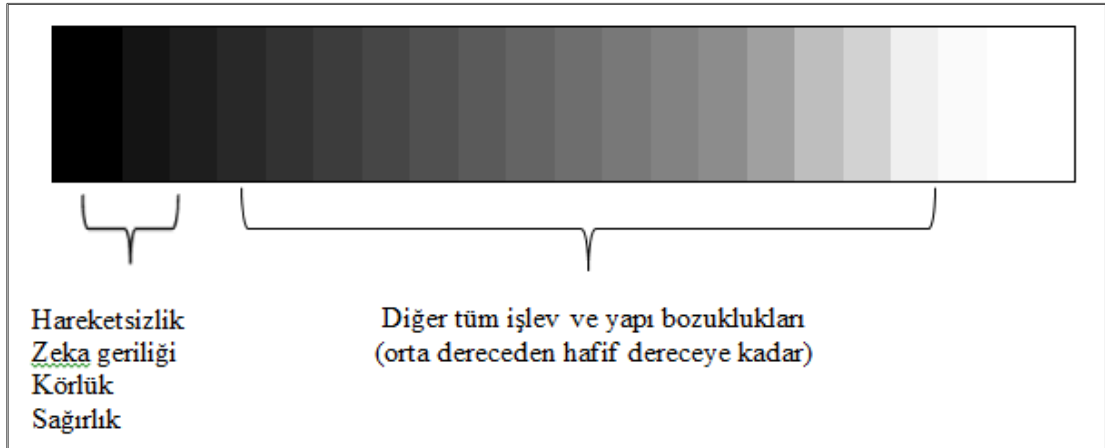 Hareketsizlik
Zeka geriliği
Körlük
Sağırlık
Diğer tüm işlev ve yapı bozuklukları
(orta dereceden hafif dereceye kadar)